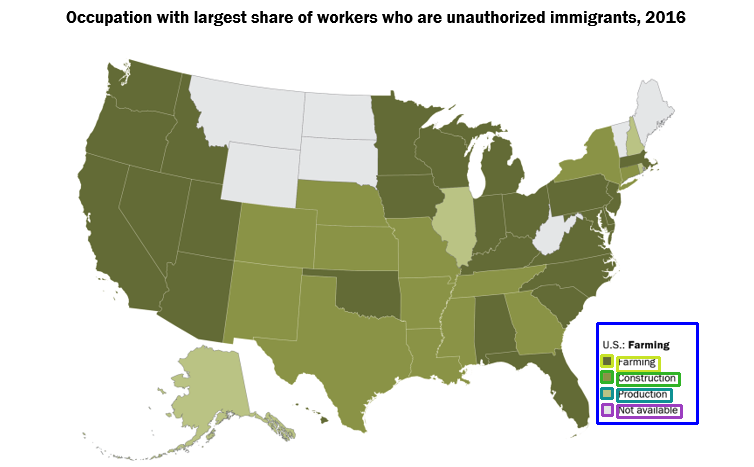 Occupation with largest share of workers who are unauthorized immigrants, 2016
U.S.: Farming
Farming
Construction
Production
Not available